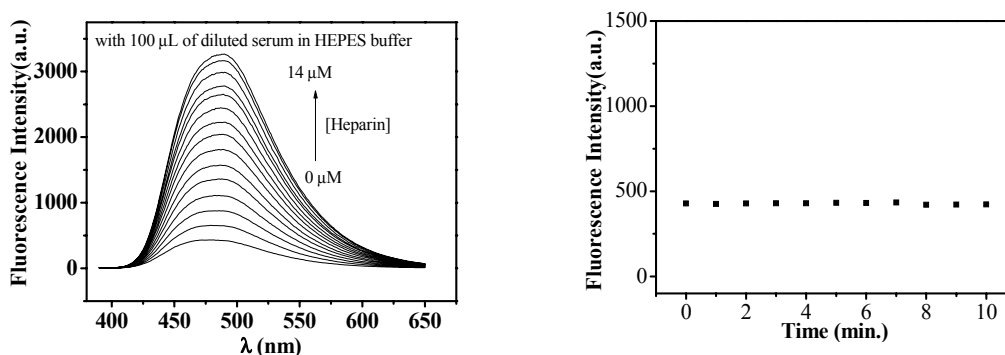 with 100 µL of diluted serum in HEPES buffer
14 µM
[Heparin]
0 µM
Fluorescence Intensity(a.u.)
3000
2000
1000
0
400 450 500 550 600 650
λ (nm)
Fluorescence Intensity(a.u.)
1500
1000
500
0
0 2 4 6 8 10
Time (min.)